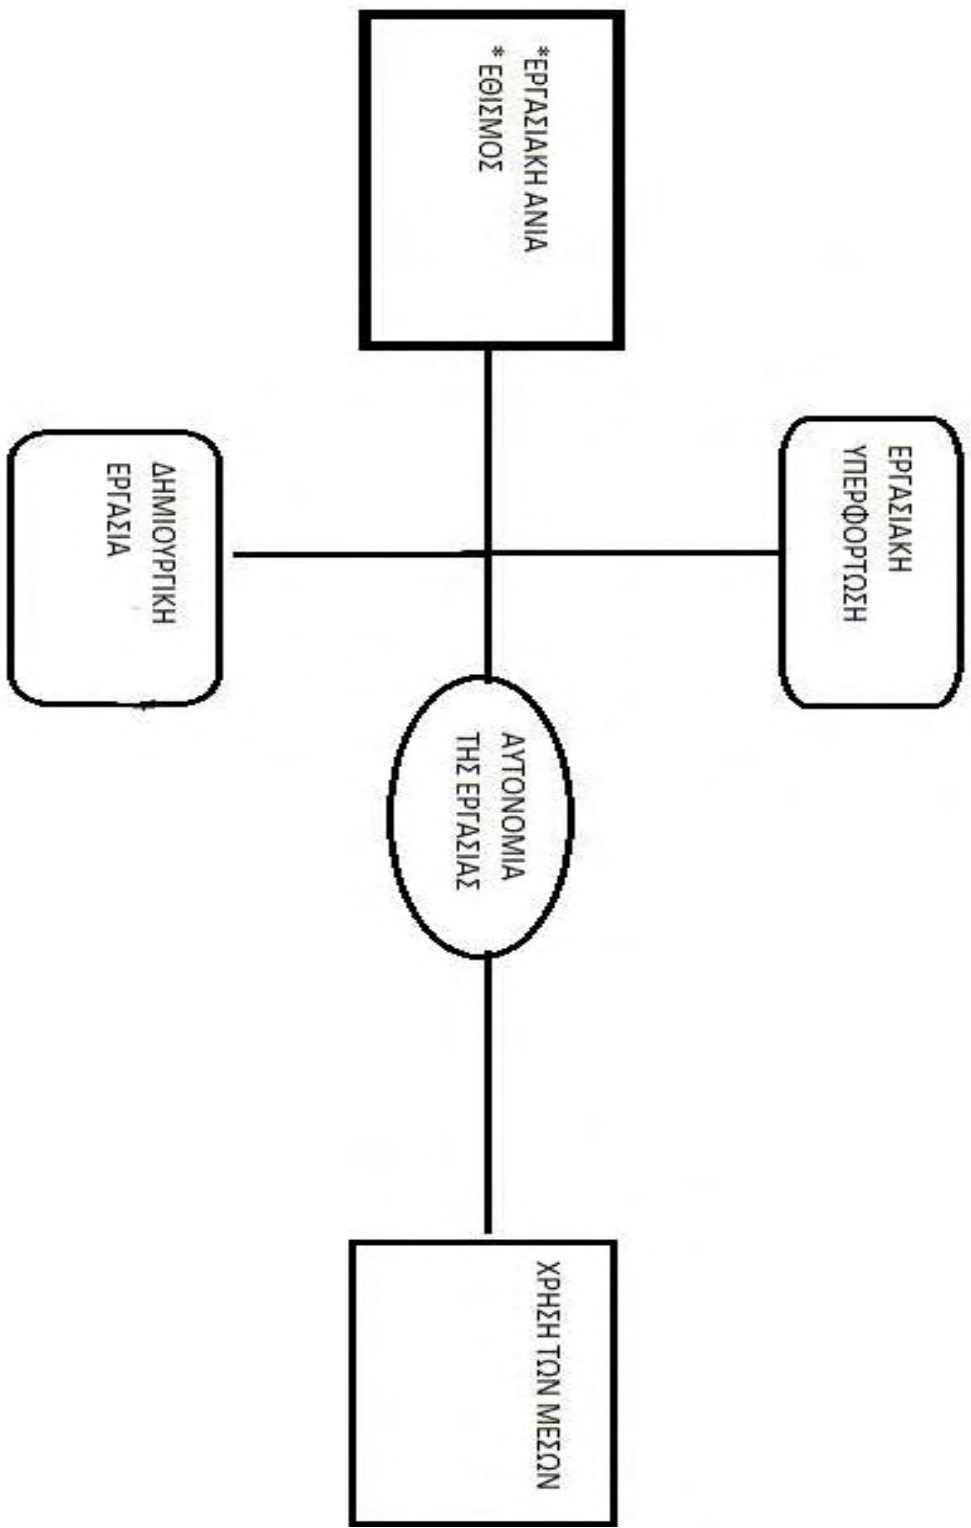 ΕΡΓΑΣΙΑΚΗ
ΥΠΕΡΦΟΡΤΩΣΗ
*ΕΡΓΑΣΙΑΚΗ ΑΝΙΑ
* ΕΘΙΣΜΟΣ
ΑΥΤΟΝΟΜΙΑ
ΤΗΣ ΕΡΓΑΣΙΑΣ
ΧΡΗΣΗ ΤΩΝ ΜΕΣΩΝ
ΔΗΜΙΟΥΡΓΙΚΗ
ΕΡΓΑΣΙΑ